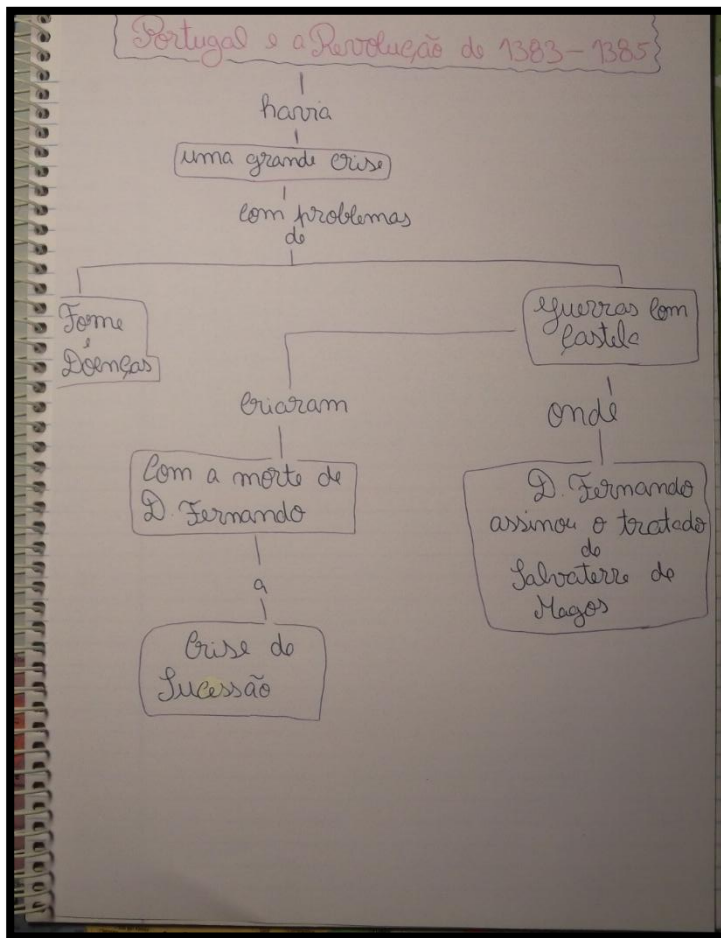 Portugal e a Revolução de 1383-1385
havia
uma grande crise
com problemas
de
Fome
e
Doenças
Guerras com
Castela
criaram
onde
Com a morte de
D. Fernando
D. Fernando
assinou o tratado
de
Salvaterra de
Magos
a
Crise de
Sucessão